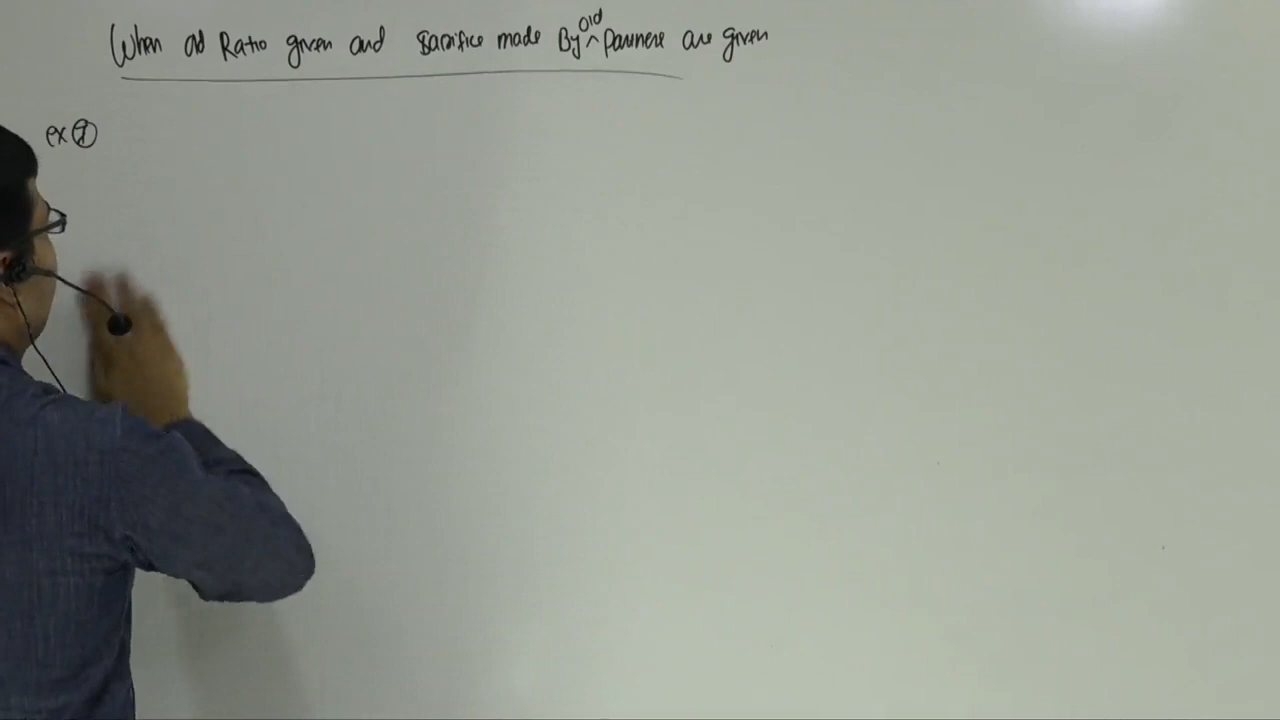 When old Ratio given and Sacrifice made By Old Partners are given
ex ①